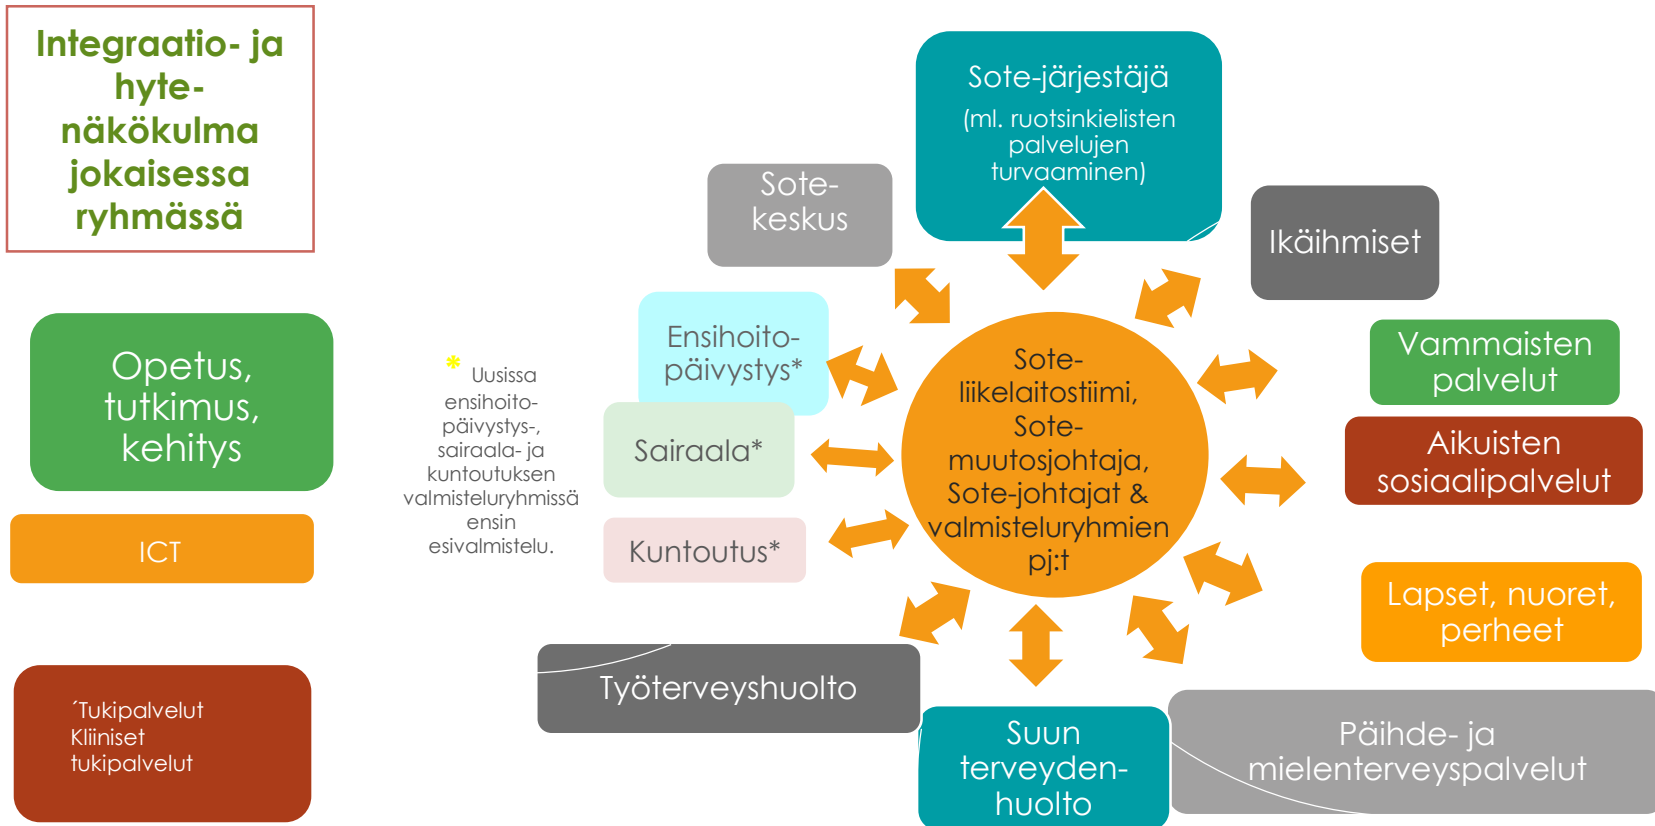 Integraatio- ja
hyte-
näkökulma
jokaisessa
ryhmässä
Opetus,
tutkimus,
kehitys
ICT
´Tukipalvelut
Kliiniset
tukipalvelut
* Uusissa
ensihoito-
päivystys-,
sairaala- ja
kuntoutuksen
valmisteluryhmissä
ensin
esivalmistelu.
Sote-järjestäjä
(ml. ruotsinkielisten
palvelujen
turvaaminen)
Sote-
keskus
Ikäihmiset
Ensihoito-
päivystys*
Sairaala*
Kuntoutus*
Sote-
liikelaitostiimi,
Sote-
muutosjohtaja,
Sote-johtajat &
valmisteluryhmien
pj:t
Vammaisten
palvelut
Aikuisten
sosiaalipalvelut
Lapset, nuoret,
perheet
Työterveyshuolto
Suun
terveyden-
huolto
Päihde- ja
mielenterveyspalvelut